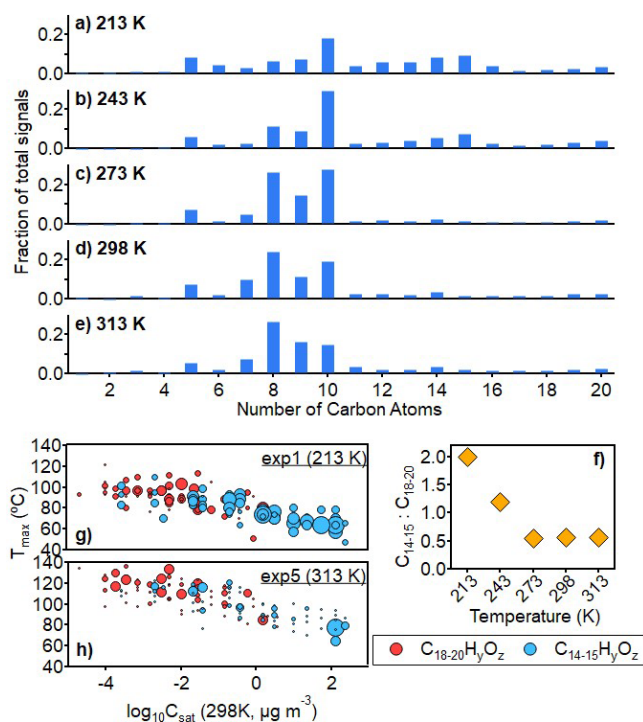 a) 213 K
0.2
0.0
b) 243 K
0.2
0.0
c) 273 K
0.2
0.0
d) 298 K
0.2
0.0
e) 313 K
0.2
0.0
Fraction of total signals
2 4 6 8 10 12 14 16 18 20
Number of Carbon Atoms
140
120
100
80
60
40
exp1 (213 K)
g)
140
120
100
80
60
40
exp5 (313 K)
h)
Tmax (ºC)
-4 -2 0 2
log10Csat (298K, µg m-3)
f)
2.0
1.5
1.0
0.5
0.0
C14-15 : C18-20
213 243 273 298 313
Temperature (K)
C18-20HyOz C14-15HyOz